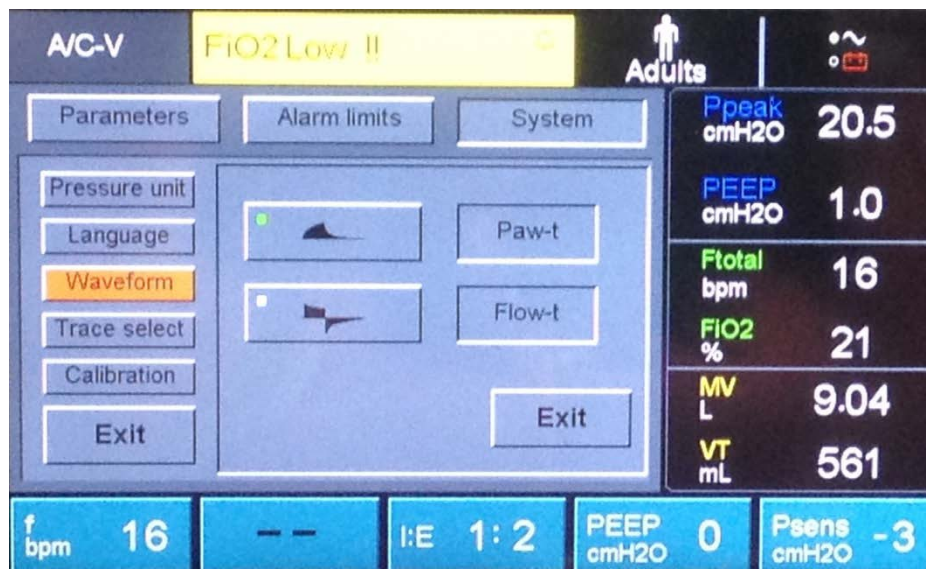 A/C-V
FiO2 Low !!
Adults
Parameters
Alarm limits
System
Pressure unit
Language
Waveform
Trace select
Calibration
Exit
Paw-t
Flow-t
Exit
Ppeak
cmH2O 20.5
PEEP
cmH2O 1.0
Ftotal
bpm 16
FiO2
% 21
MV
L 9.04
VT
mL 561
f
bpm 16
--
I:E 1:2
PEEP
cmH2O 0
Psens
cmH2O -3